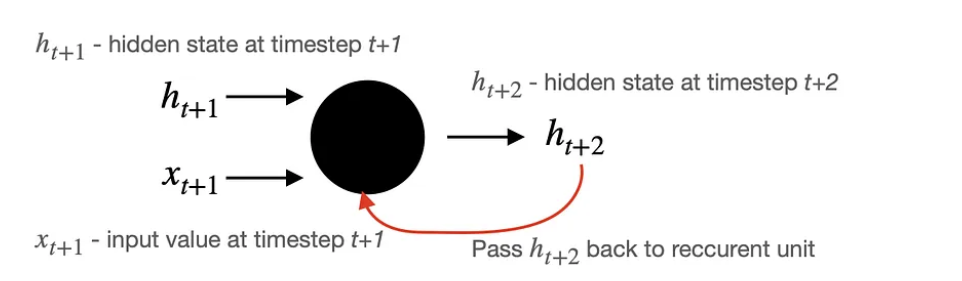 h_{t+1} - hidden state at timestep t+1
h_{t+1}
h_{t+2} - hidden state at timestep t+2
h_{t+2}
x_{t+1}
x_{t+1} - input value at timestep t+1
Pass h_{t+2} back to reccurent unit